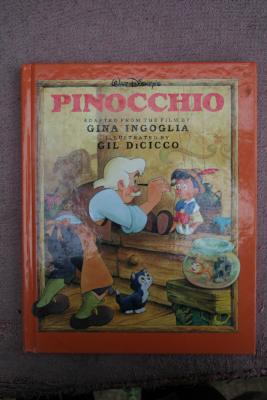 WALT DISNEY'S
PINOCCHIO
ADAPTED FROM THE FILM BY
GINA INGOGLIA
ILLUSTRATED BY
GIL DiCICCO